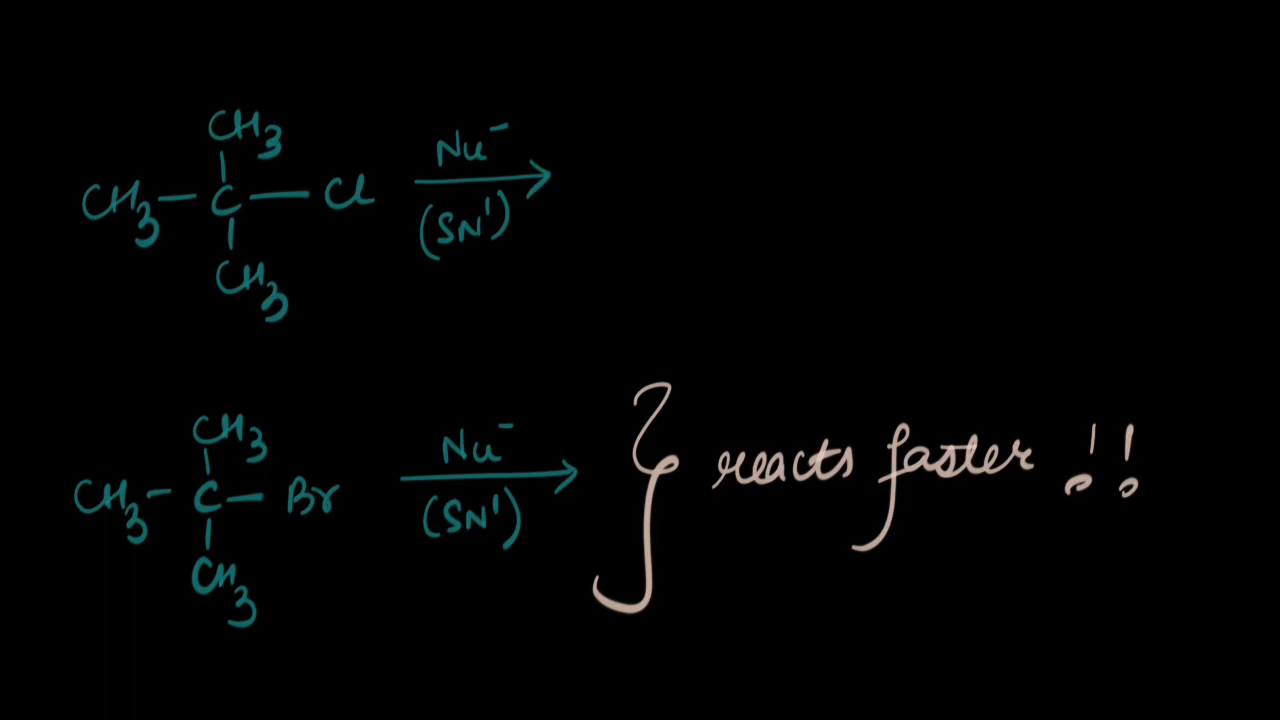 CH3
CH3 – C – Cl Nu⁻
(SN1)
CH3
CH3
CH3 – C – Br Nu⁻ } reacts faster !!
(SN1)
CH3